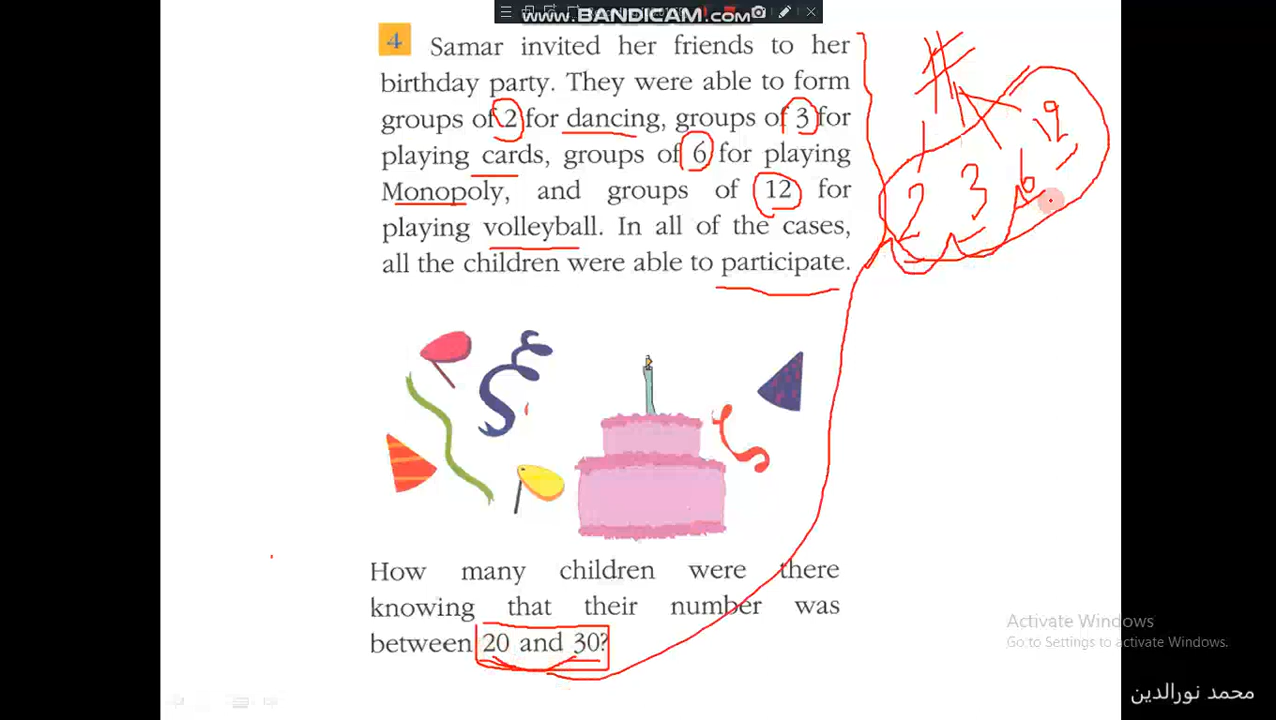 www.BANDICAM.com
4 Samar invited her friends to her
birthday party. They were able to form
groups of 2 for dancing, groups of 3 for
playing cards, groups of 6 for playing
Monopoly, and groups of 12 for
playing volleyball. In all of the cases,
all the children were able to participate.
#
12
2 3 6
How many children were there
knowing that their number was
between 20 and 30?
Activate Windows
Go to Settings to activate Windows.
محمد نورالدين